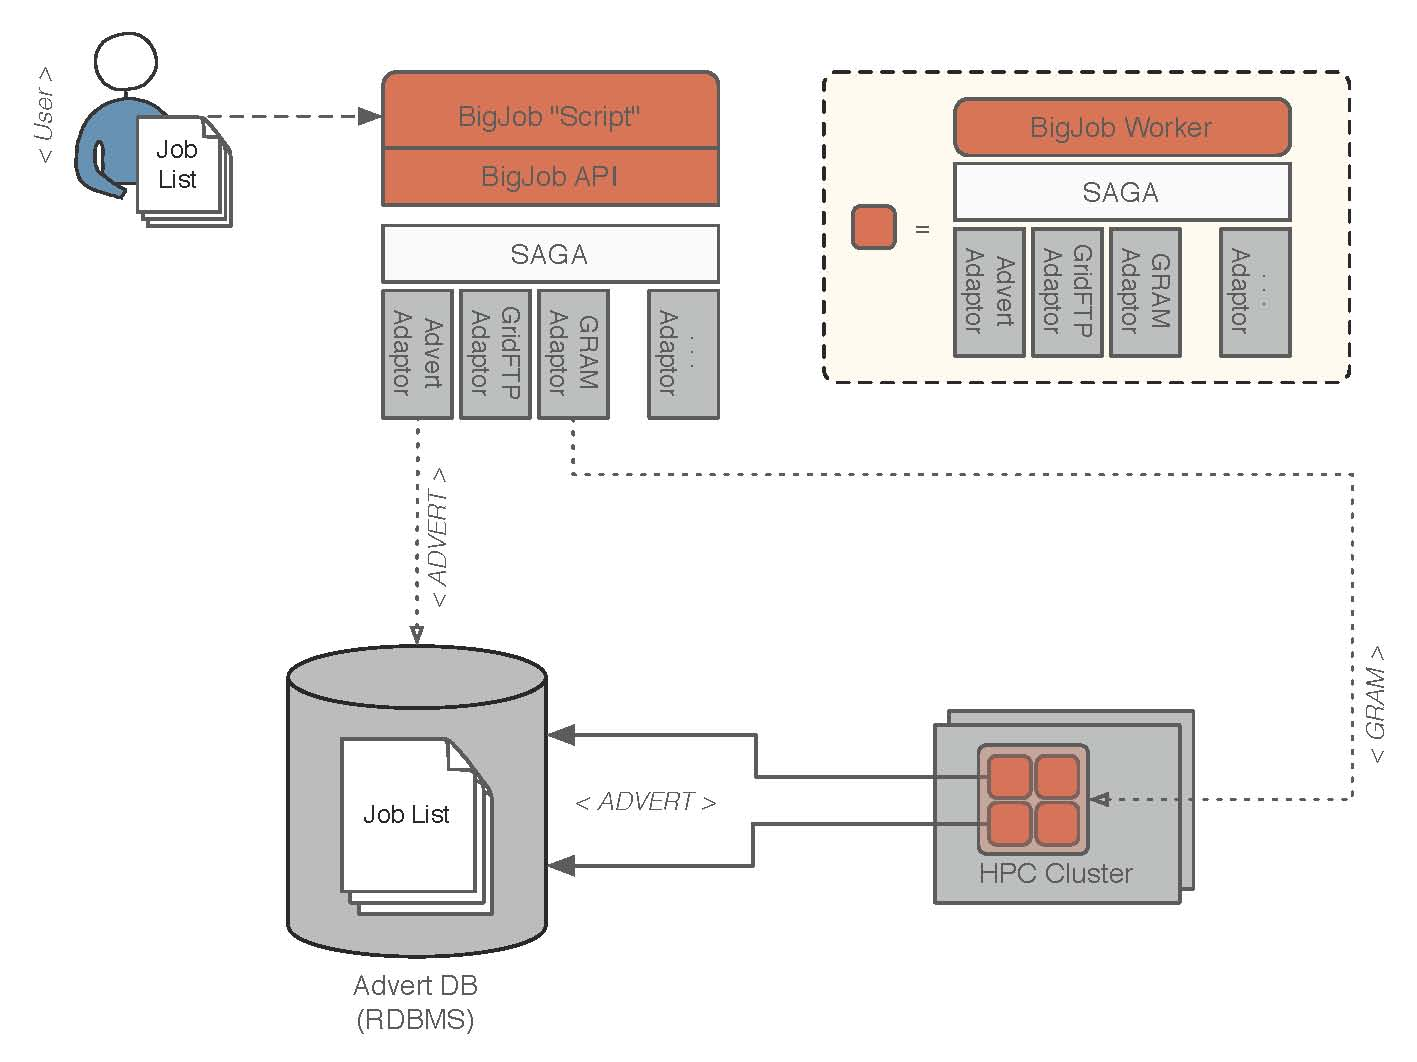 < User >
Job
List
BigJob "Script"
BigJob API
SAGA
Advert
Adaptor
GridFTP
Adaptor
GRAM
Adaptor
. . .
Adaptor
=
BigJob Worker
SAGA
Advert
Adaptor
GridFTP
Adaptor
GRAM
Adaptor
. . .
Adaptor
< ADVERT >
< GRAM >
Job List
< ADVERT >
HPC Cluster
Advert DB
(RDBMS)